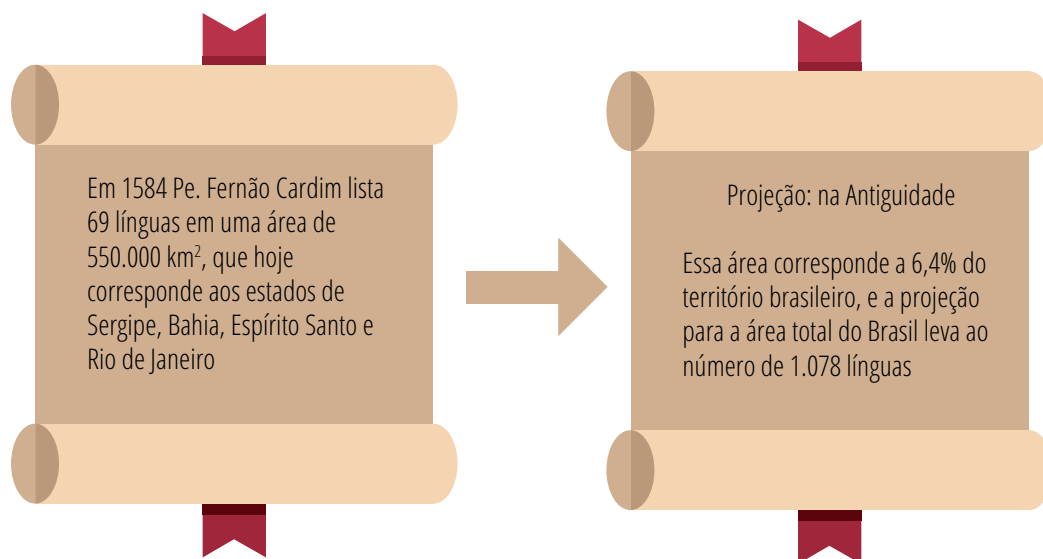 Em 1584 Pe. Fernão Cardim lista
69 línguas em uma área de
550.000 km², que hoje
corresponde aos estados de
Sergipe, Bahia, Espírito Santo e
Rio de Janeiro
Projeção: na Antiguidade
Essa área corresponde a 6,4% do
território brasileiro, e a projeção
para a área total do Brasil leva ao
número de 1.078 línguas